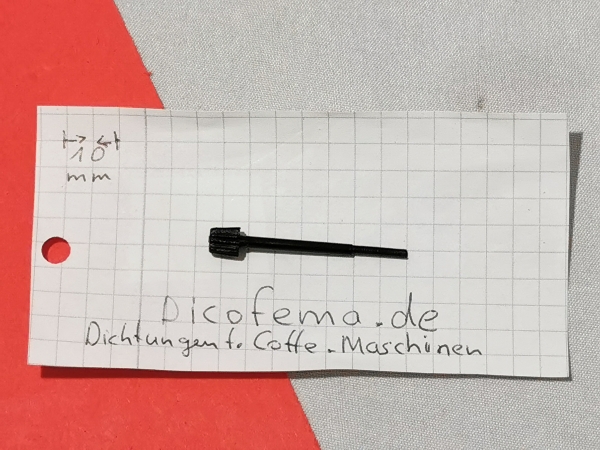 10
mm
Dicofema.de
Dichtungen f. Coffe.Maschinen